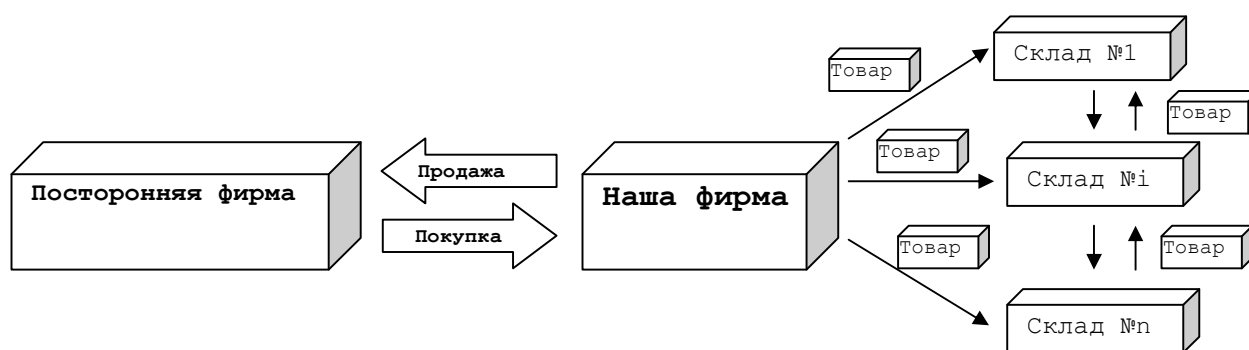 Склад №1
Товар
Товар
Продажа
Товар
Посторонняя фирма
Наша фирма
Склад №i
Покупка
Товар
Товар
Склад №n